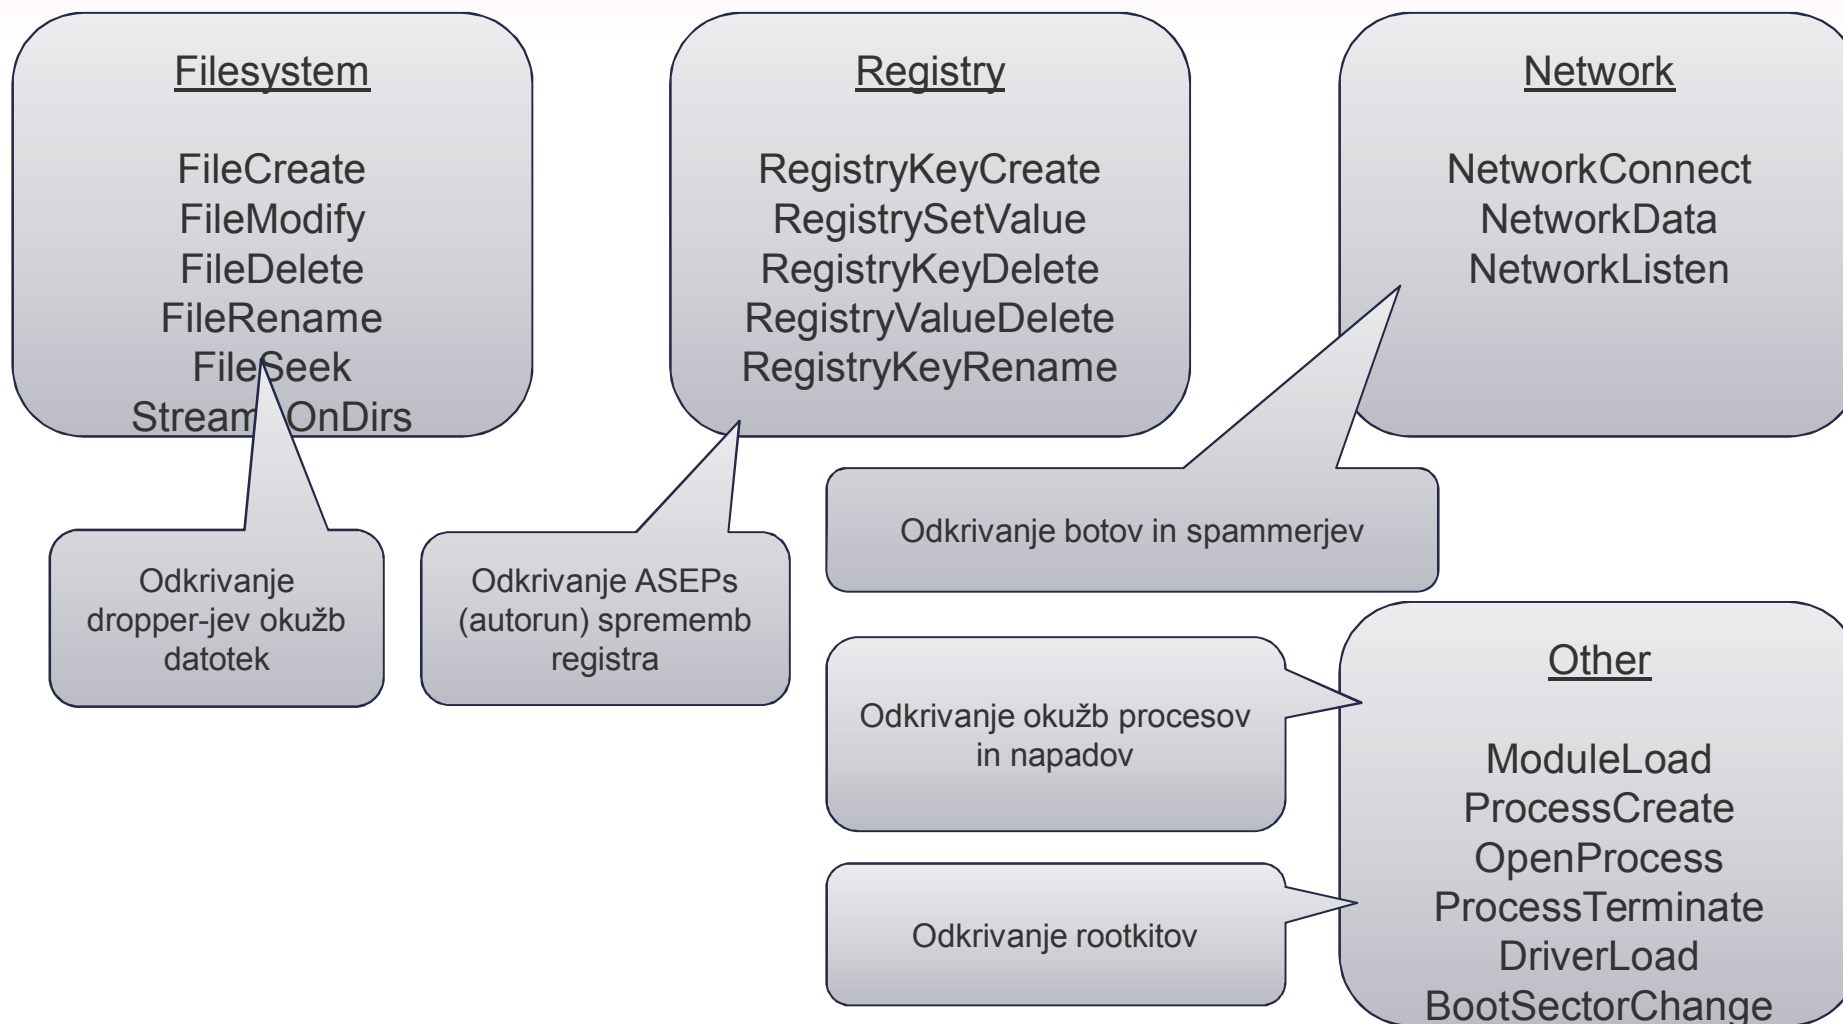 Filesystem
FileCreate
FileModify
FileDelete
FileRename
FileSeek
OnDirs
Registry
RegistryKeyCreate
RegistrySetValue
RegistryKeyDelete
RegistryValueDelete
RegistryKeyRename
Network
NetworkConnect
NetworkData
NetworkListen
Odkrivanje
dropper-jev okužb
datotek
Odkrivanje ASEPs
(autorun) sprememb
registra
Odkrivanje botov in spammerjev
Odkrivanje okužb procesov
in napadov
Odkrivanje rootkitov
Other
ModuleLoad
ProcessCreate
OpenProcess
ProcessTerminate
DriverLoad
BootSectorChange